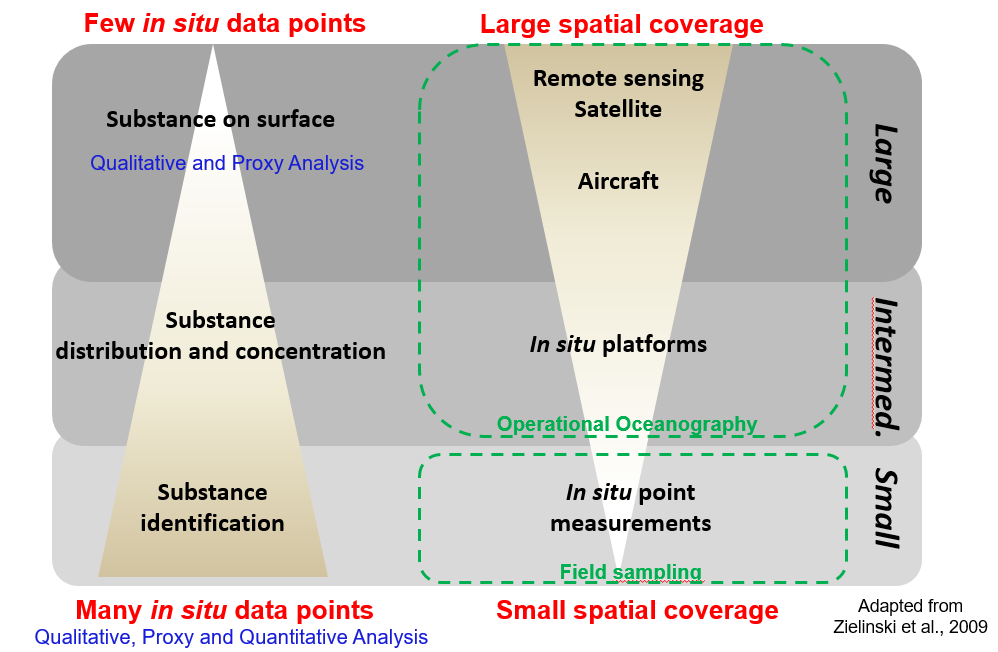 Few in situ data points
Large spatial coverage
Substance on surface
Qualitative and Proxy Analysis
Remote sensing
Satellite
Aircraft
Large
Substance
distribution and concentration
In situ platforms
Operational Oceanography
Intermed.
Substance
identification
In situ point
measurements
Field sampling
Small
Many in situ data points
Qualitative, Proxy and Quantitative Analysis
Small spatial coverage
Adapted from
Zielinski et al., 2009